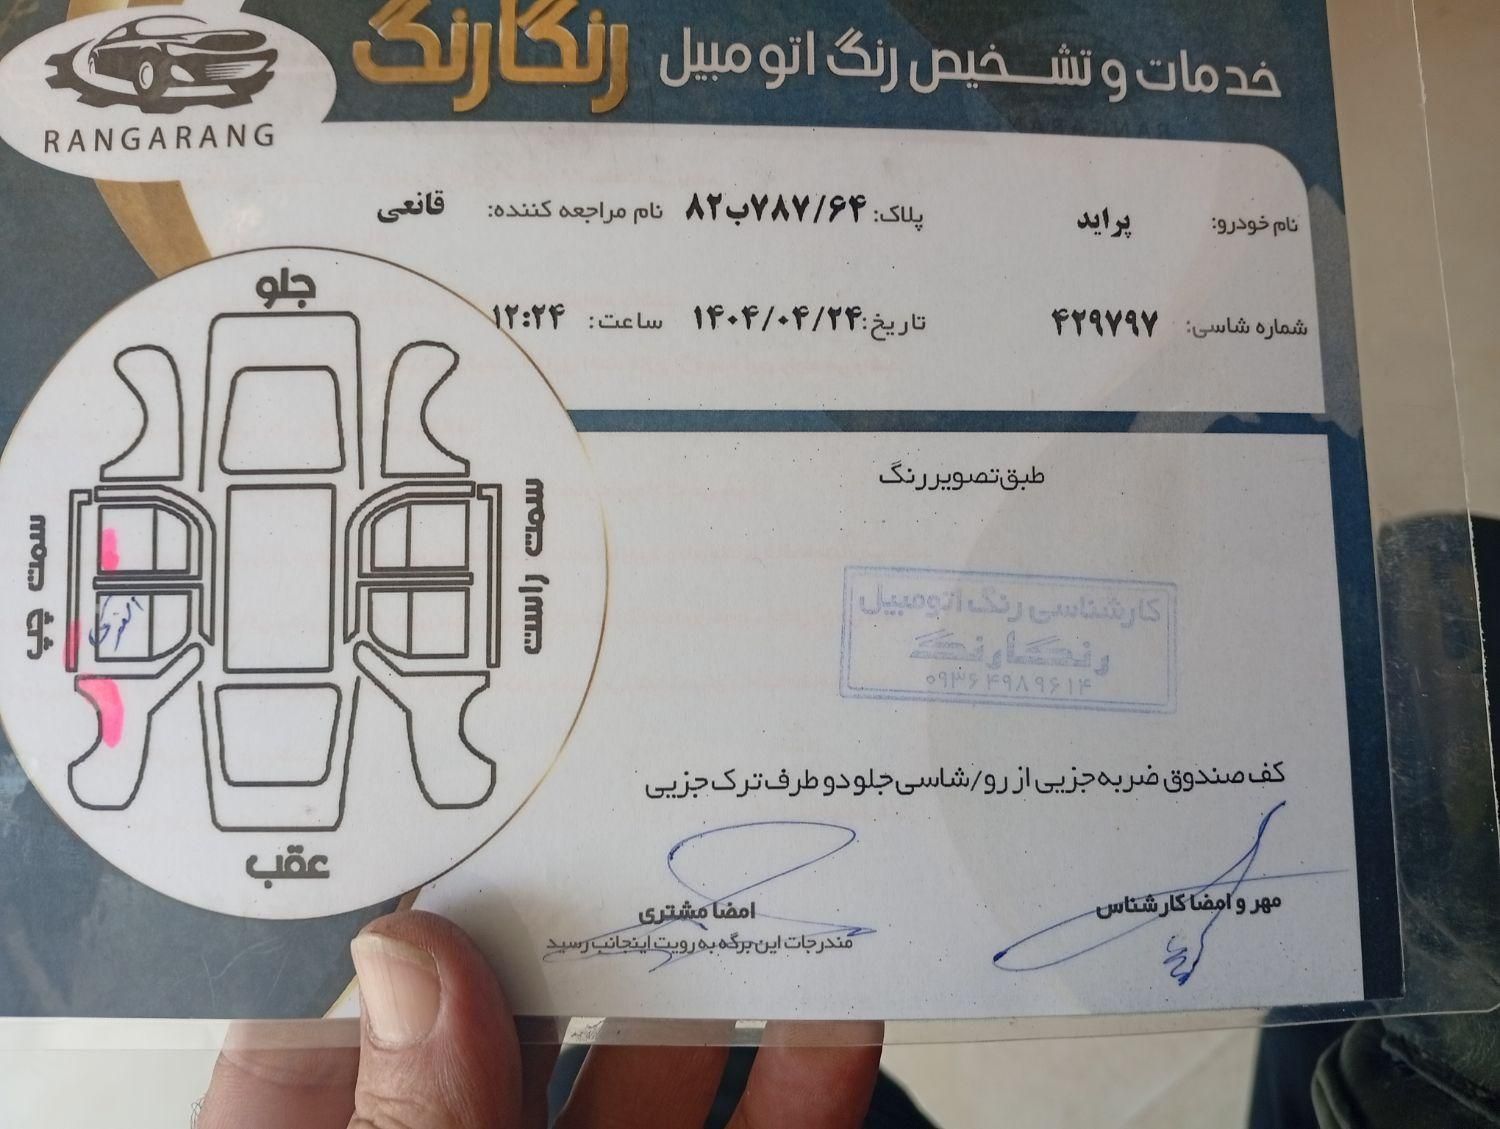 خدمات و تشخیص رنگ اتومبیل رنگارنگ
RANGARANG
نام خودرو: پراید پلاک: ۸۲ب۷۸۷/۶۴ نام مراجعه کننده: قانعی
شماره شاسی: ۴۲۹۷۹۷ تاریخ: ۱۴۰۴/۰۴/۲۴ ساعت: ۱۲:۲۴
جلو
سمت راست
سمت چپ
عقب
طبق تصویر رنگ
کارشناسی رنگ اتومبیل
رنگارنگ
۰۹۳۶۴۹۸۹۶۱۴
کف صندوق ضربه جزیی از رو/شاسی جلو دو طرف ترک جزیی
مهر و امضا کارشناس
امضا مشتری
مندرجات این برگه به رویت اینجانب رسید